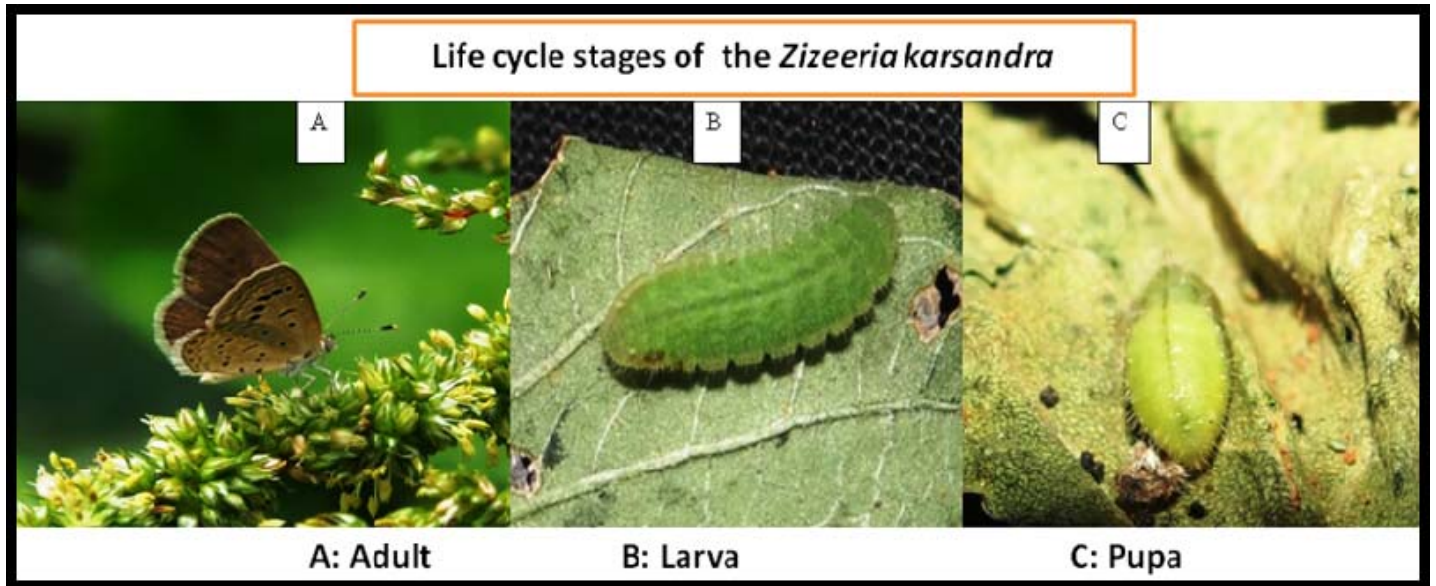 Life cycle stages of the Zizeeria karsandra
A
B
C
A: Adult
B: Larva
C: Pupa